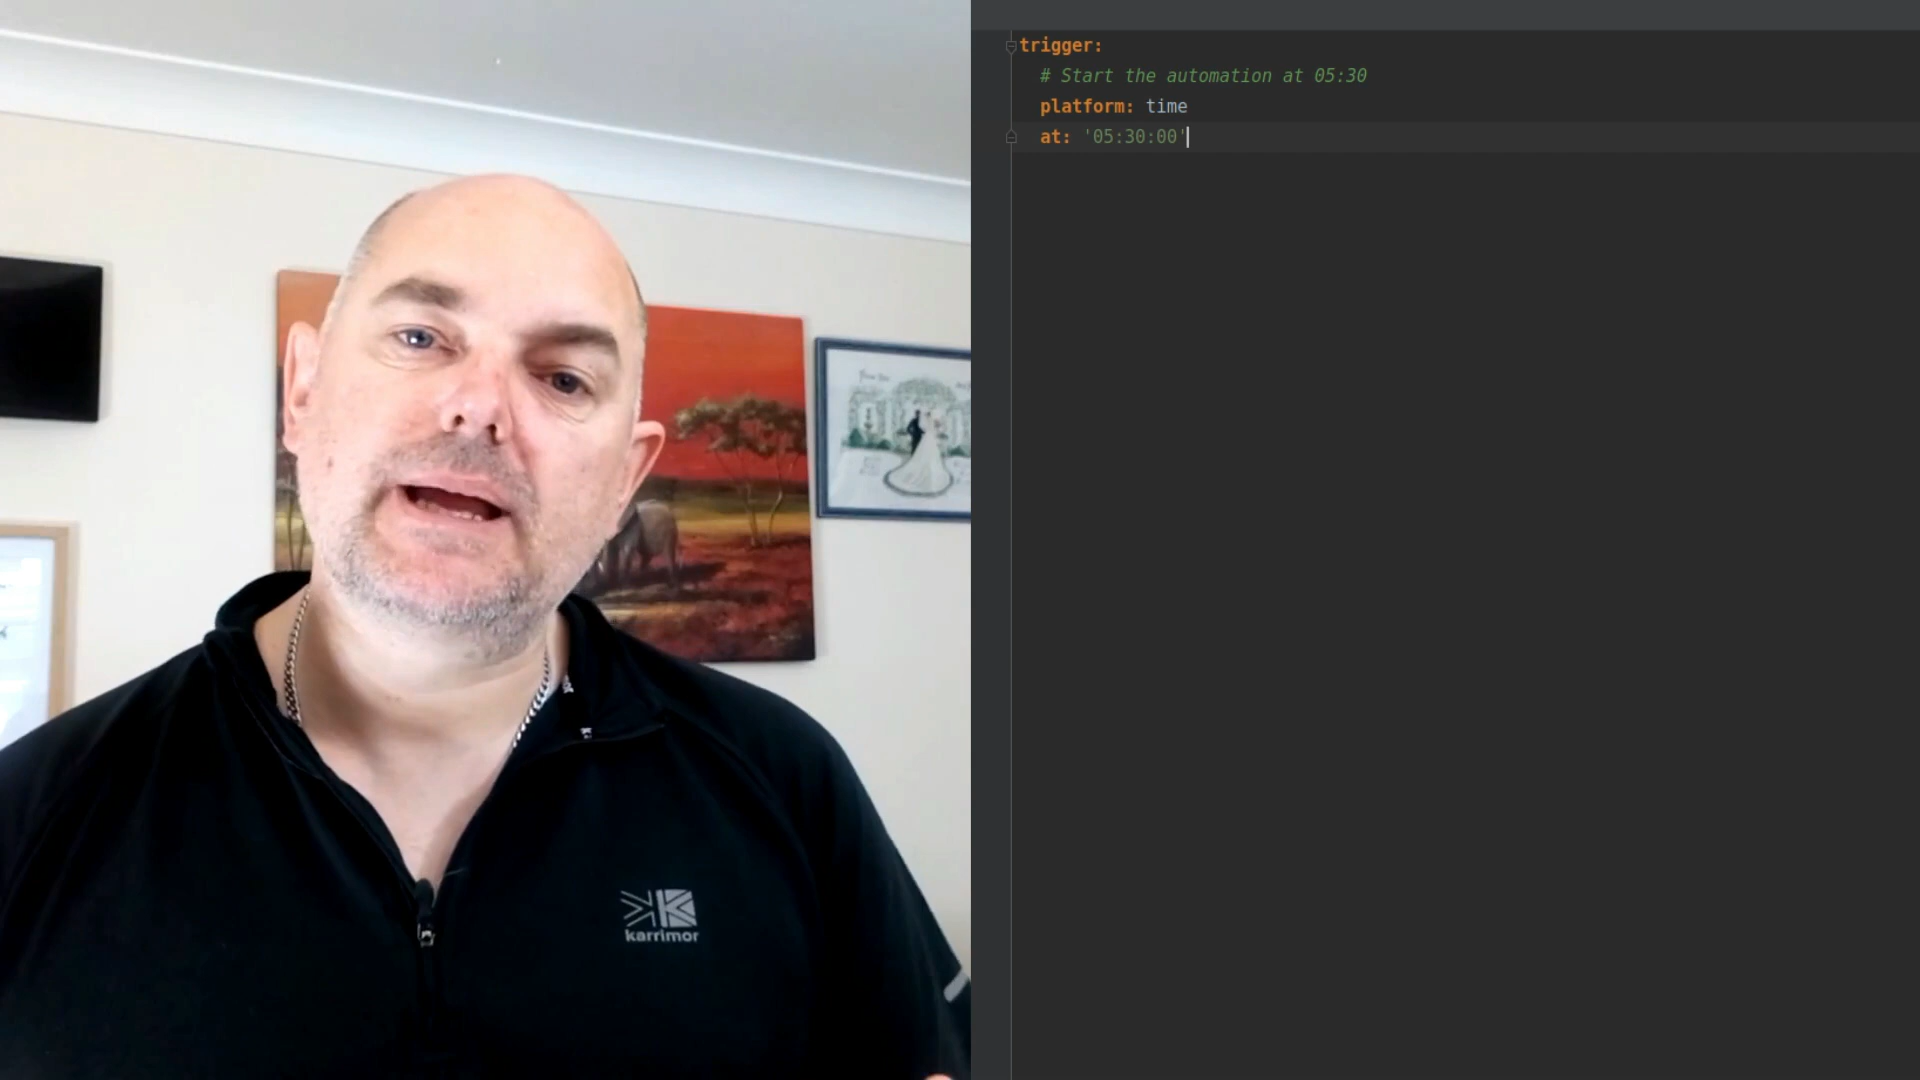 trigger:
# Start the automation at 05:30
platform: time
at: '05:30:00'
karrimor